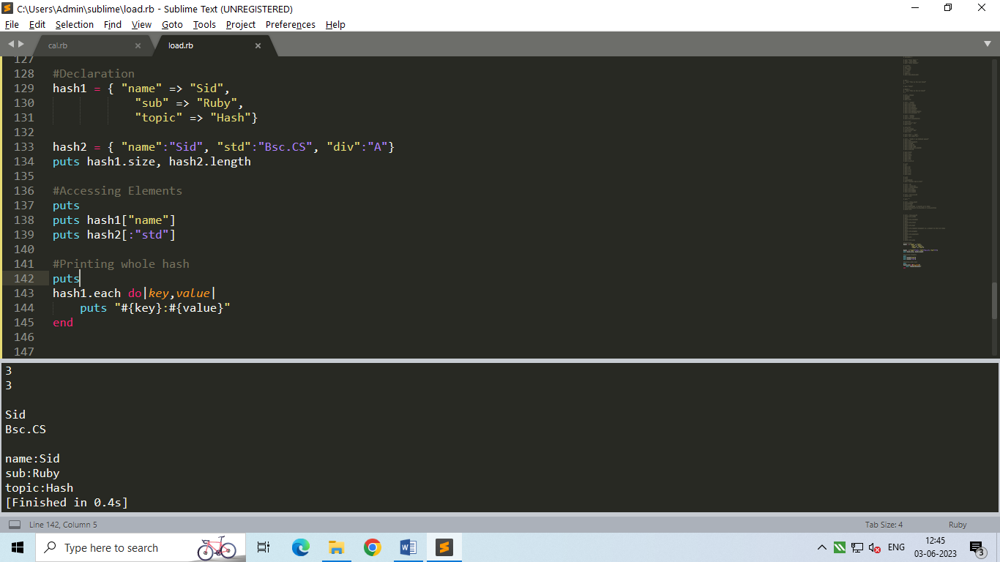 C:\Users\Admin\sublime\load.rb - Sublime Text (UNREGISTERED)
File Edit Selection Find View Goto Tools Project Preferences Help
cal.rb load.rb
127
128 #Declaration
129 hash1 = { "name" => "Sid",
130 "sub" => "Ruby",
131 "topic" => "Hash"}
132
133 hash2 = { "name":"Sid", "std":"Bsc.CS", "div":"A"}
134 puts hash1.size, hash2.length
135
136 #Accessing Elements
137 puts
138 puts hash1["name"]
139 puts hash2[:"std"]
140
141 #Printing whole hash
142 puts
143 hash1.each do|key,value|
144 puts "#{key}:#{value}"
145 end
146
147
3
3
Sid
Bsc.CS
name:Sid
sub:Ruby
topic:Hash
[Finished in 0.4s]
Line 142, Column 5 Tab Size: 4 Ruby
Type here to search
ENG
12:45
03-06-2023
3